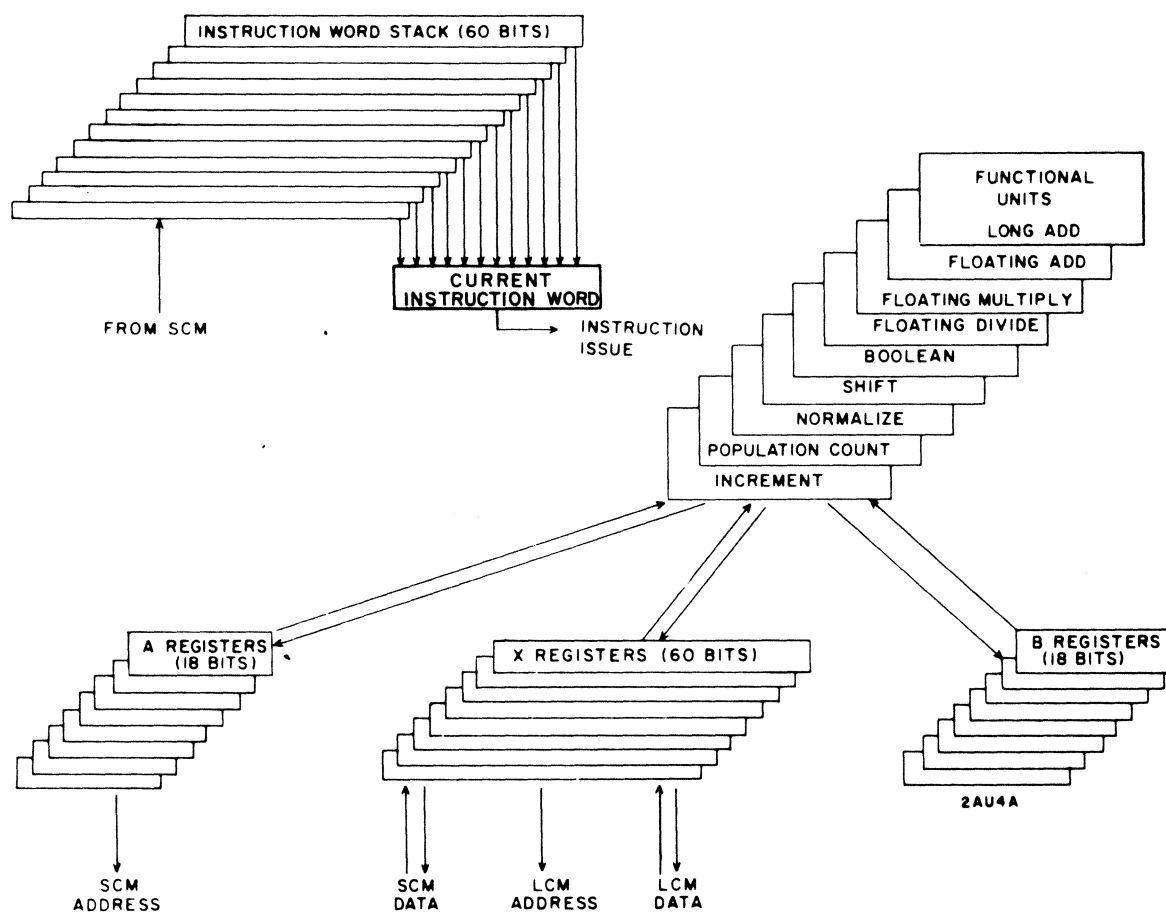 INSTRUCTION WORD STACK (60 BITS)
CURRENT
INSTRUCTION WORD
FROM SCM
INSTRUCTION
ISSUE
FUNCTIONAL
UNITS
LONG ADD
FLOATING ADD
FLOATING MULTIPLY
FLOATING DIVIDE
BOOLEAN
SHIFT
NORMALIZE
POPULATION COUNT
INCREMENT
A REGISTERS
(18 BITS)
X REGISTERS (60 BITS)
B REGISTERS
(18 BITS)
2AU4A
SCM
ADDRESS
SCM
DATA
LCM
ADDRESS
LCM
DATA